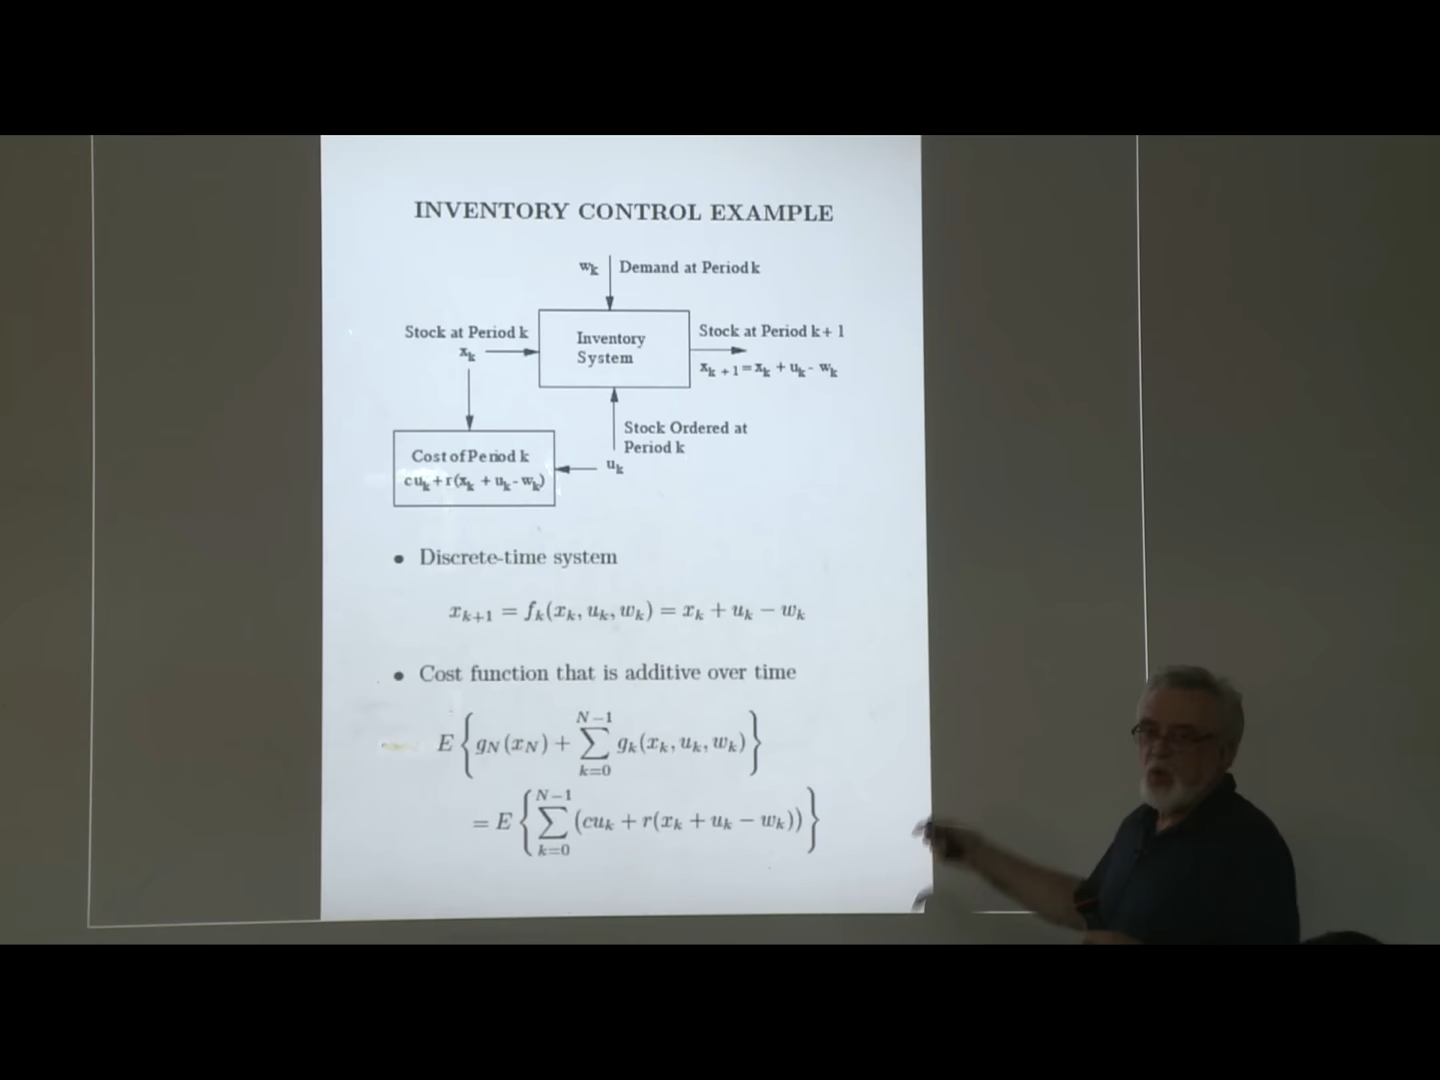 INVENTORY CONTROL EXAMPLE
w_k Demand at Period k
Stock at Period k
x_k
Inventory
System
Stock at Period k + 1
x_{k+1} = x_k + u_k - w_k
Stock Ordered at
Period k
u_k
Cost of Period k
cu_k + r(x_k + u_k - w_k)
• Discrete-time system
x_{k+1} = f_k(x_k, u_k, w_k) = x_k + u_k − w_k
• Cost function that is additive over time
E { g_N(x_N) + ∑_{k=0}^{N−1} g_k(x_k, u_k, w_k) }
= E { ∑_{k=0}^{N−1} (cu_k + r(x_k + u_k − w_k)) }